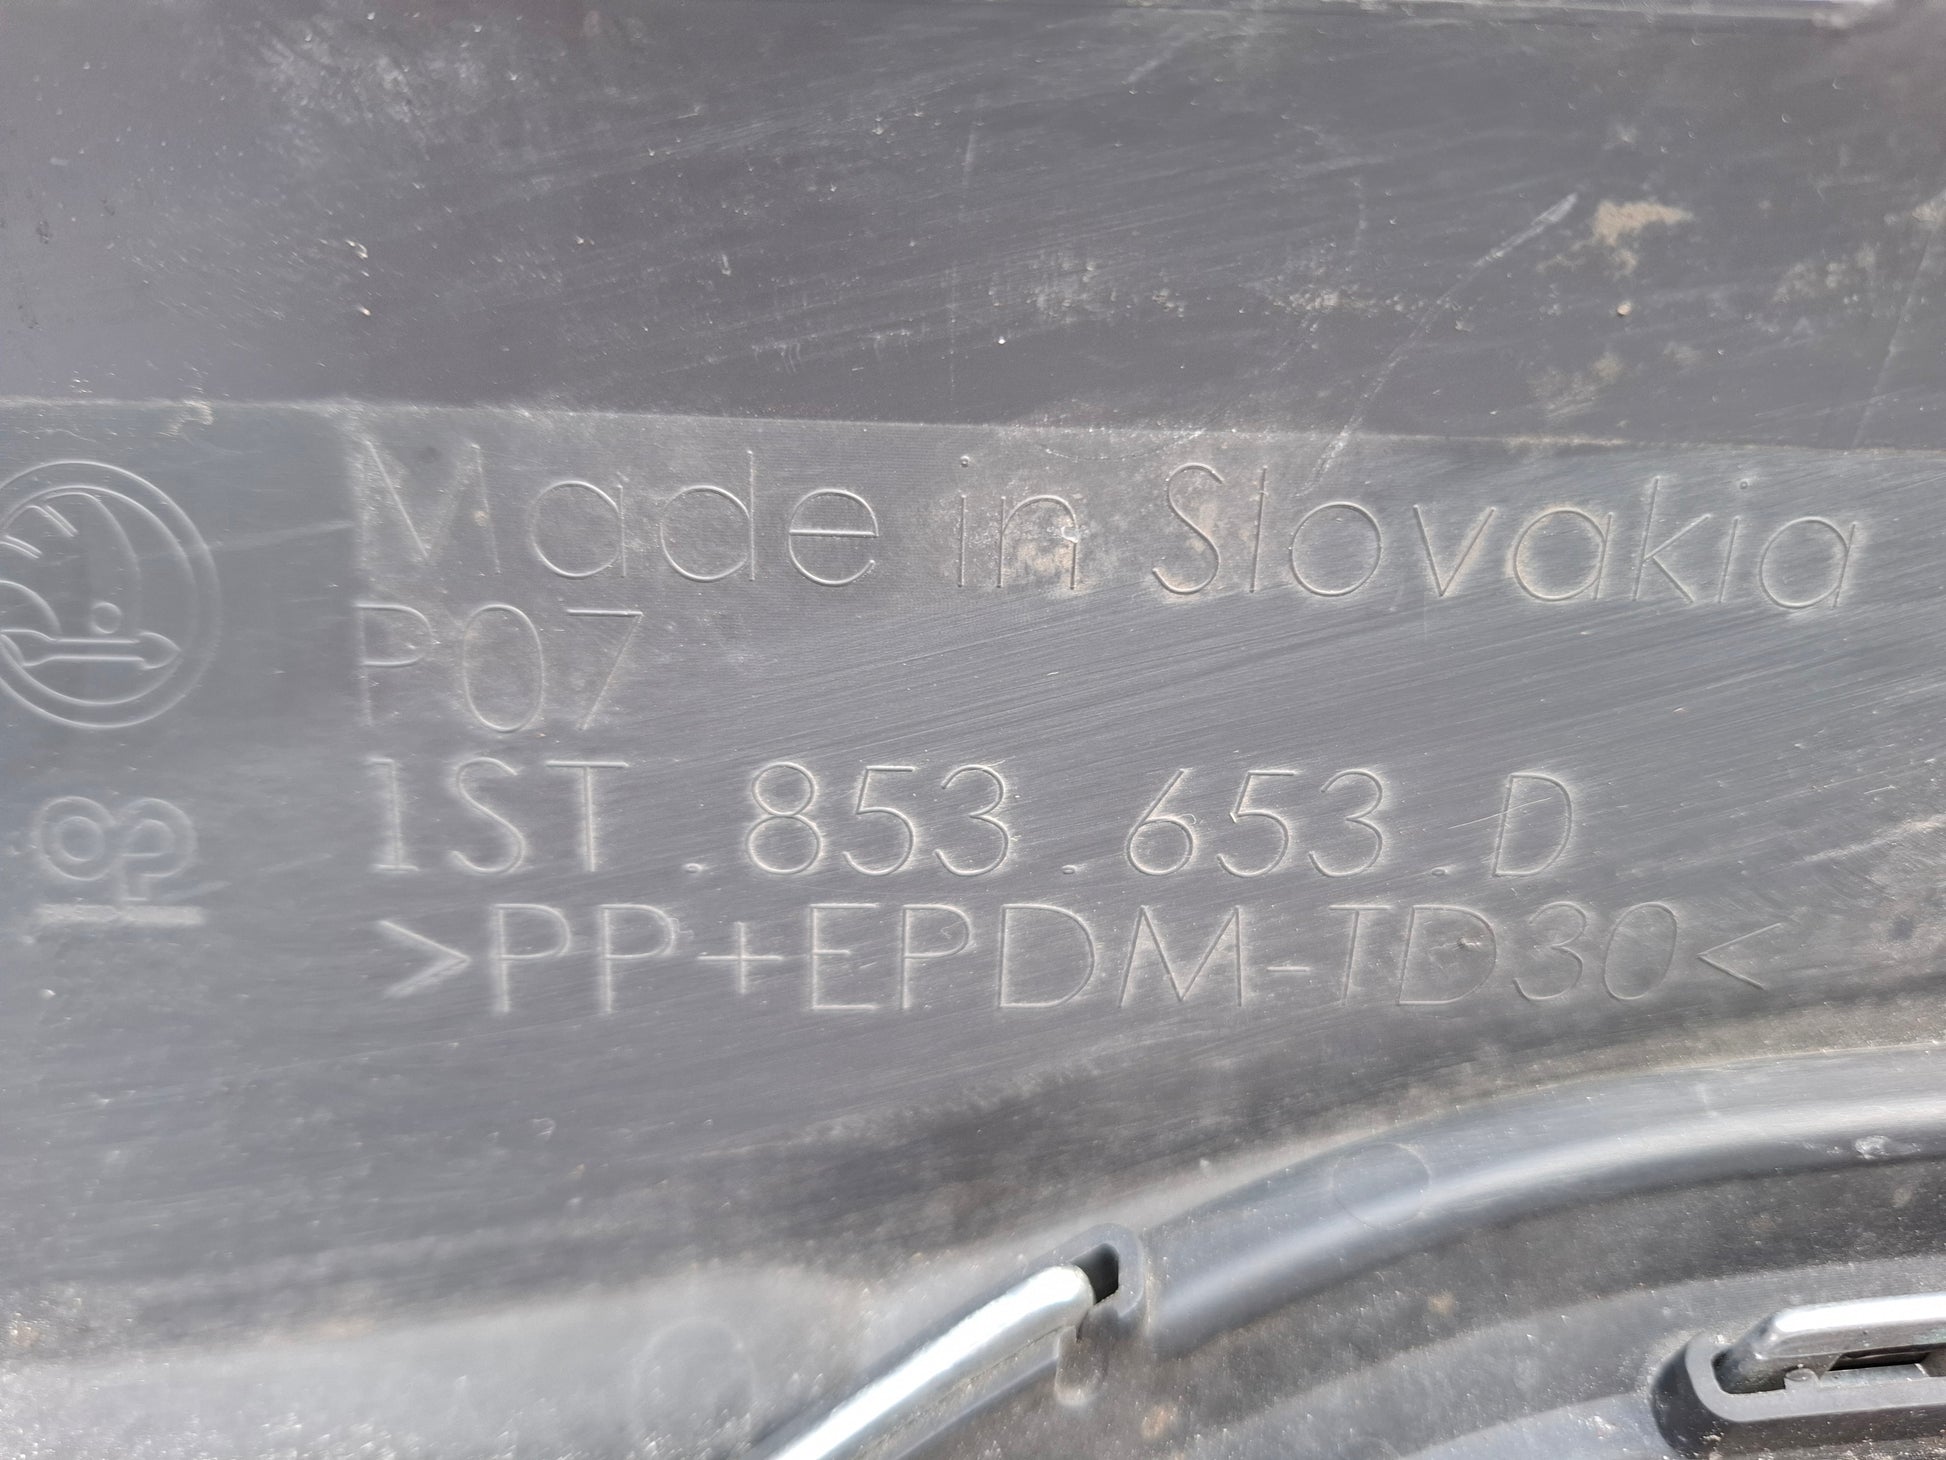 Made in Slovakia
P07
1ST.853.653.D
>PP+EPDM-TD30<